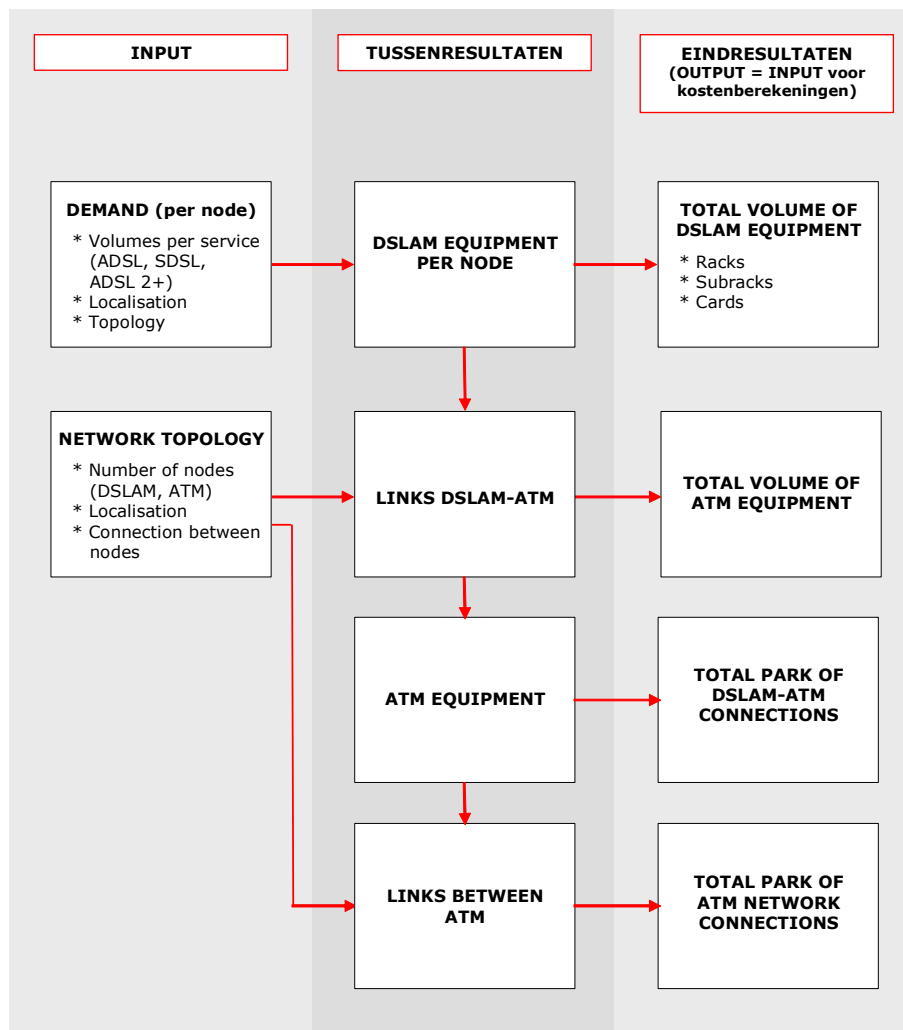 INPUT
TUSSENRESULTATEN
EINDRESULTATEN
(OUTPUT = INPUT voor
kostenberekeningen)
DEMAND (per node)
* Volumes per service
(ADSL, SDSL,
ADSL 2+)
* Localisation
* Topology
DSLAM EQUIPMENT
PER NODE
TOTAL VOLUME OF
DSLAM EQUIPMENT
* Racks
* Subracks
* Cards
NETWORK TOPOLOGY
* Number of nodes
(DSLAM, ATM)
* Localisation
* Connection between
nodes
LINKS DSLAM-ATM
TOTAL VOLUME OF
ATM EQUIPMENT
ATM EQUIPMENT
TOTAL PARK OF
DSLAM-ATM
CONNECTIONS
LINKS BETWEEN
ATM
TOTAL PARK OF
ATM NETWORK
CONNECTIONS